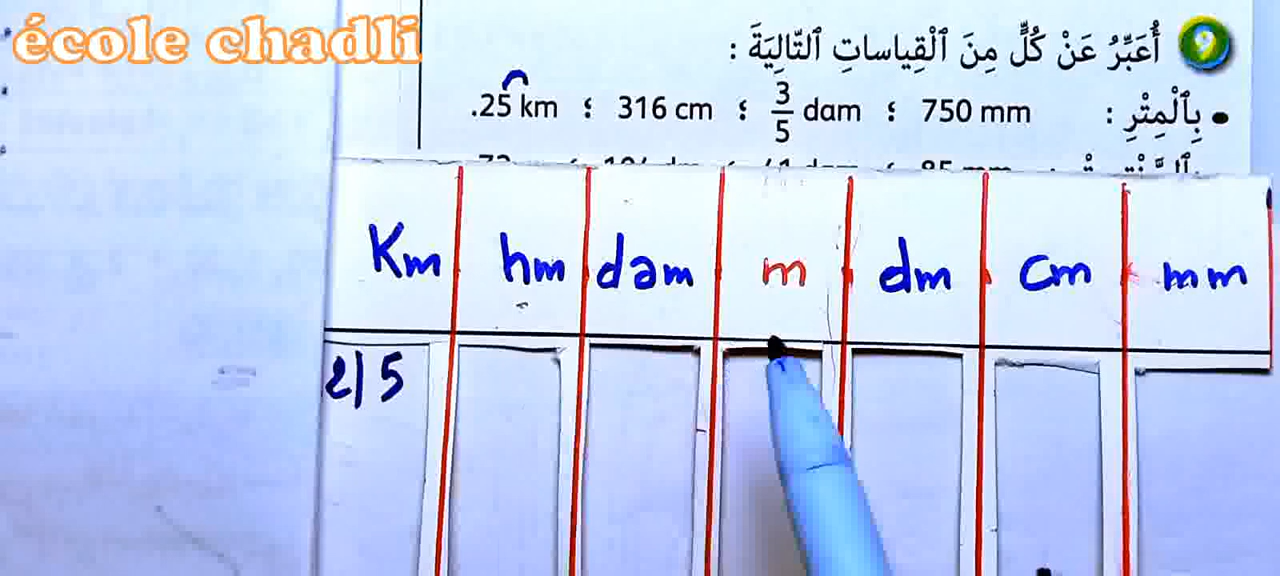 école chadli
9 أُعَبِّرُ عَنْ كُلٍّ مِنَ ٱلْقِياساتِ ٱلتّالِيَةَ :
• بِٱلْمِتْرِ : 750 mm ؛ 3/5 dam ؛ 316 cm ؛ 25 km.
Km hm dam m dm cm mm
2|5